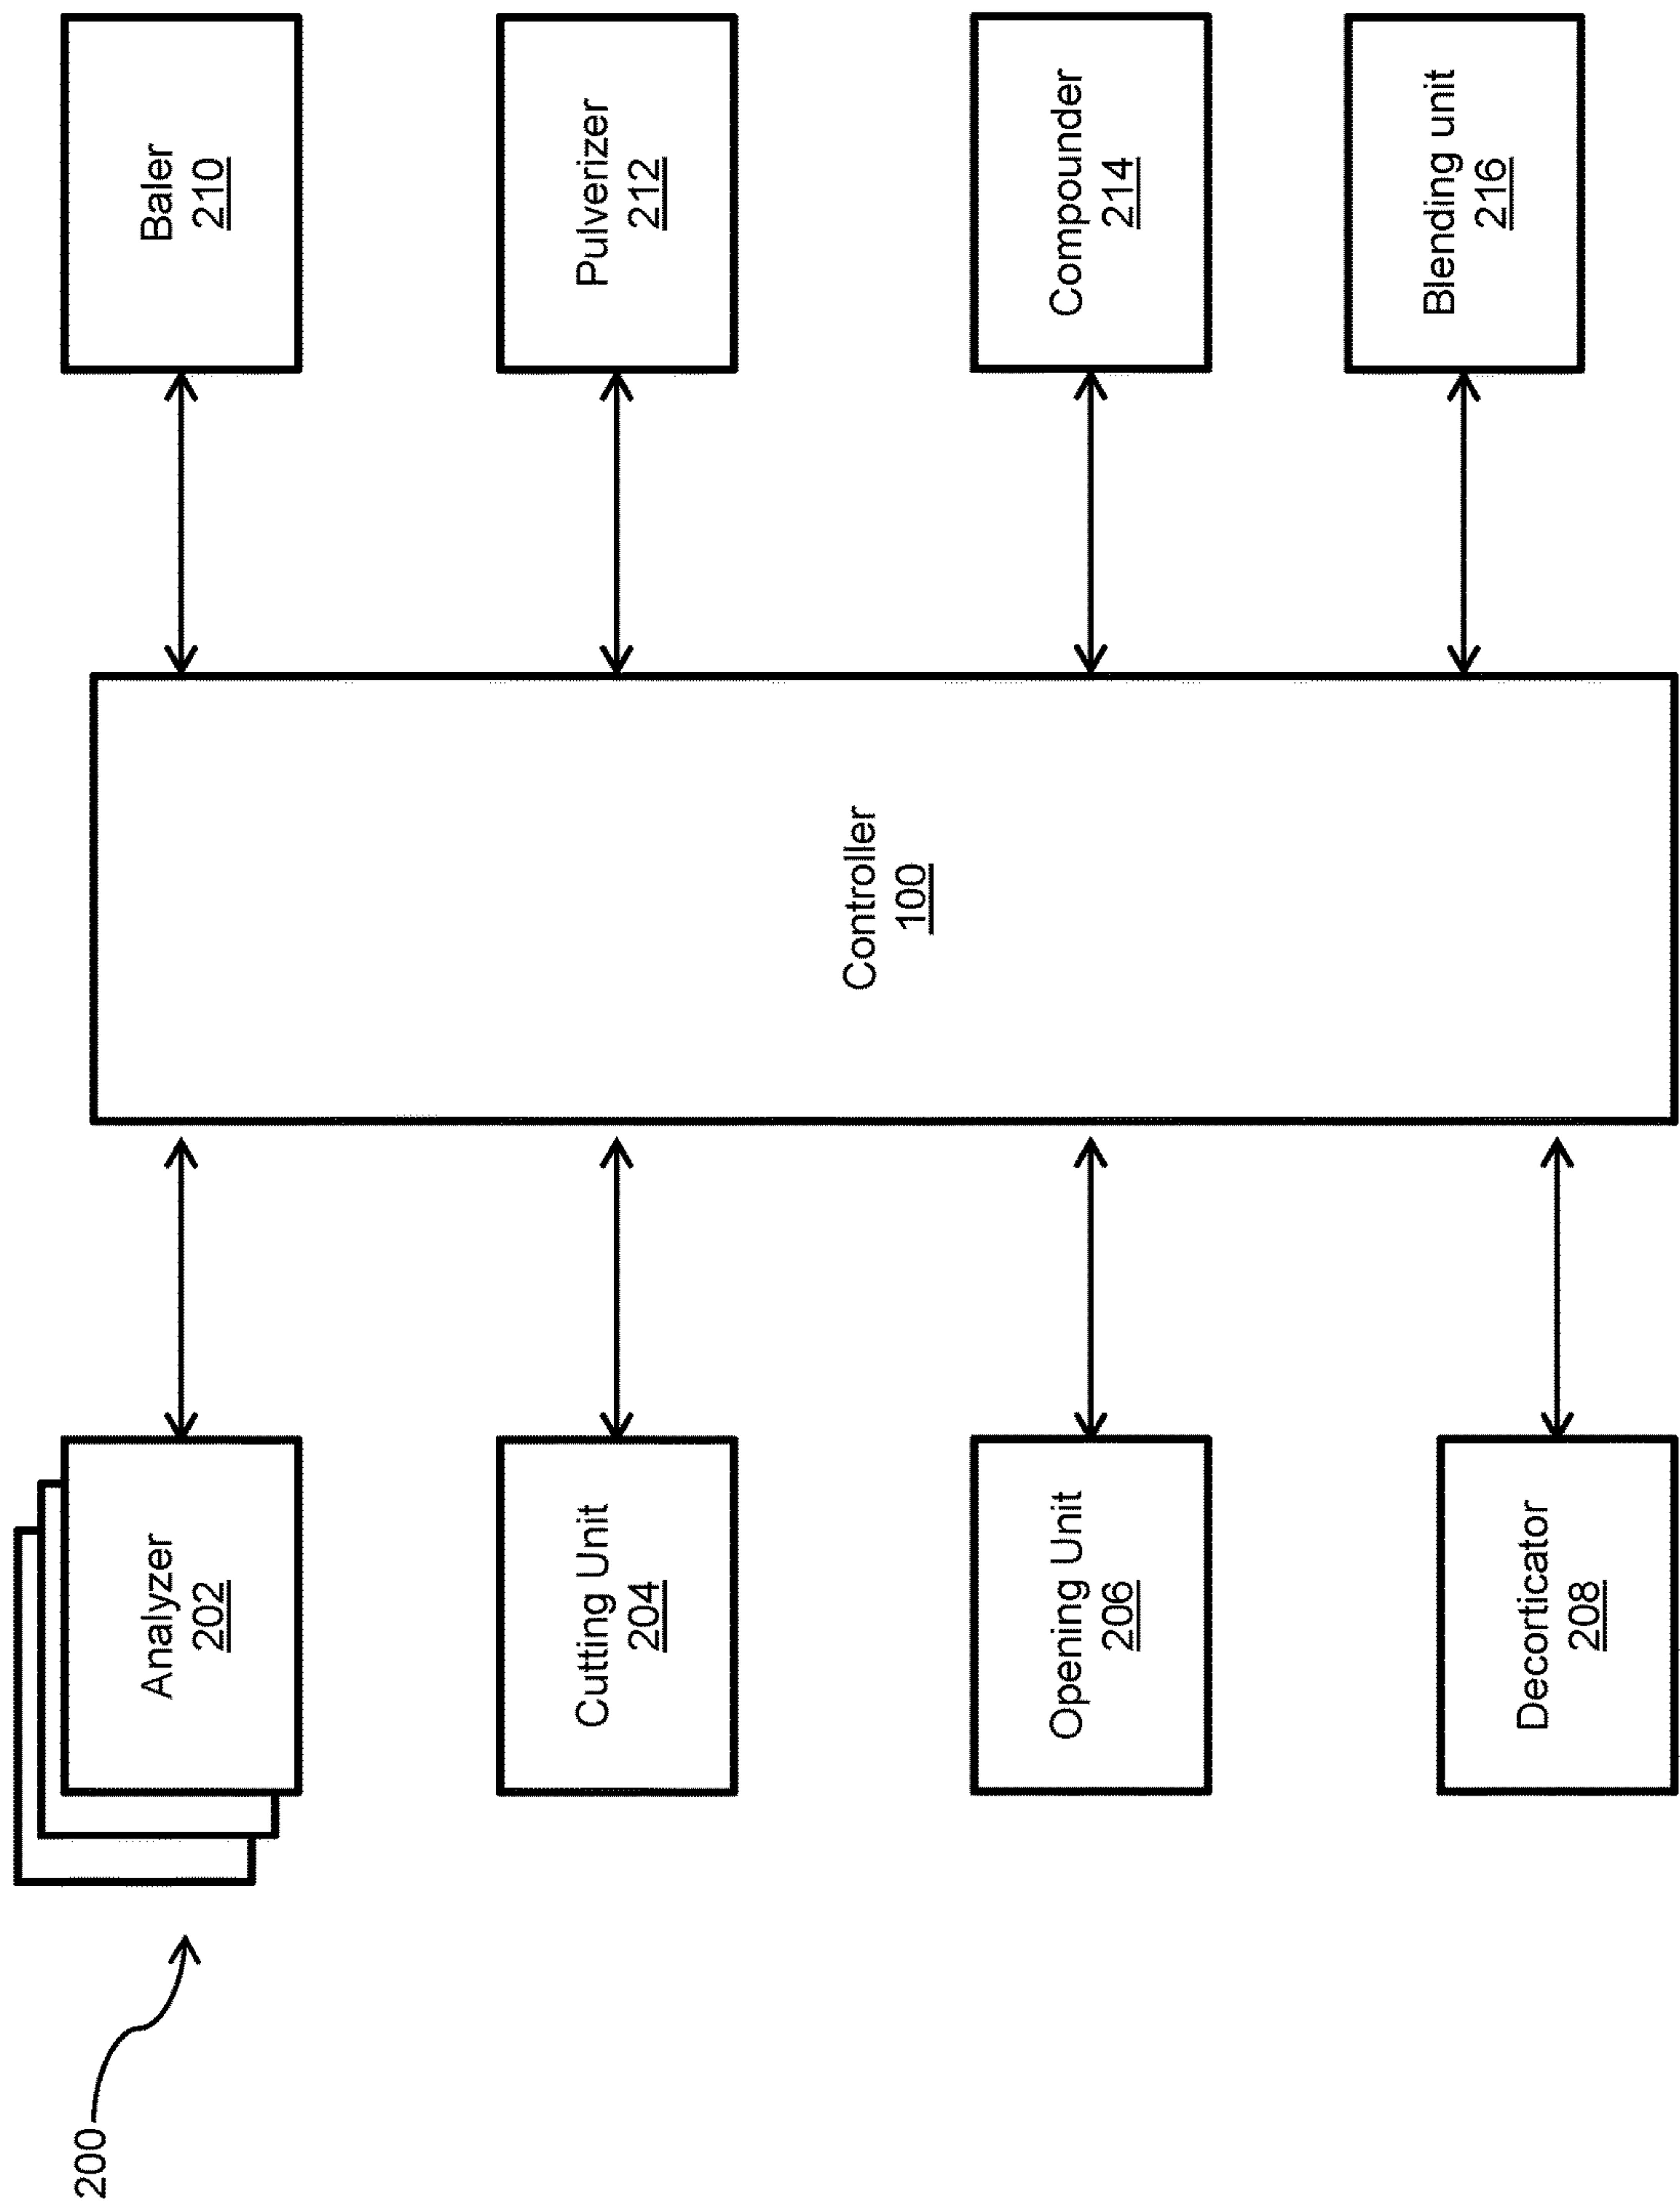 200
Analyzer
202
Cutting Unit
204
Opening Unit
206
Decorticator
208
Controller
100
Baler
210
Pulverizer
212
Compounder
214
Blending unit
216